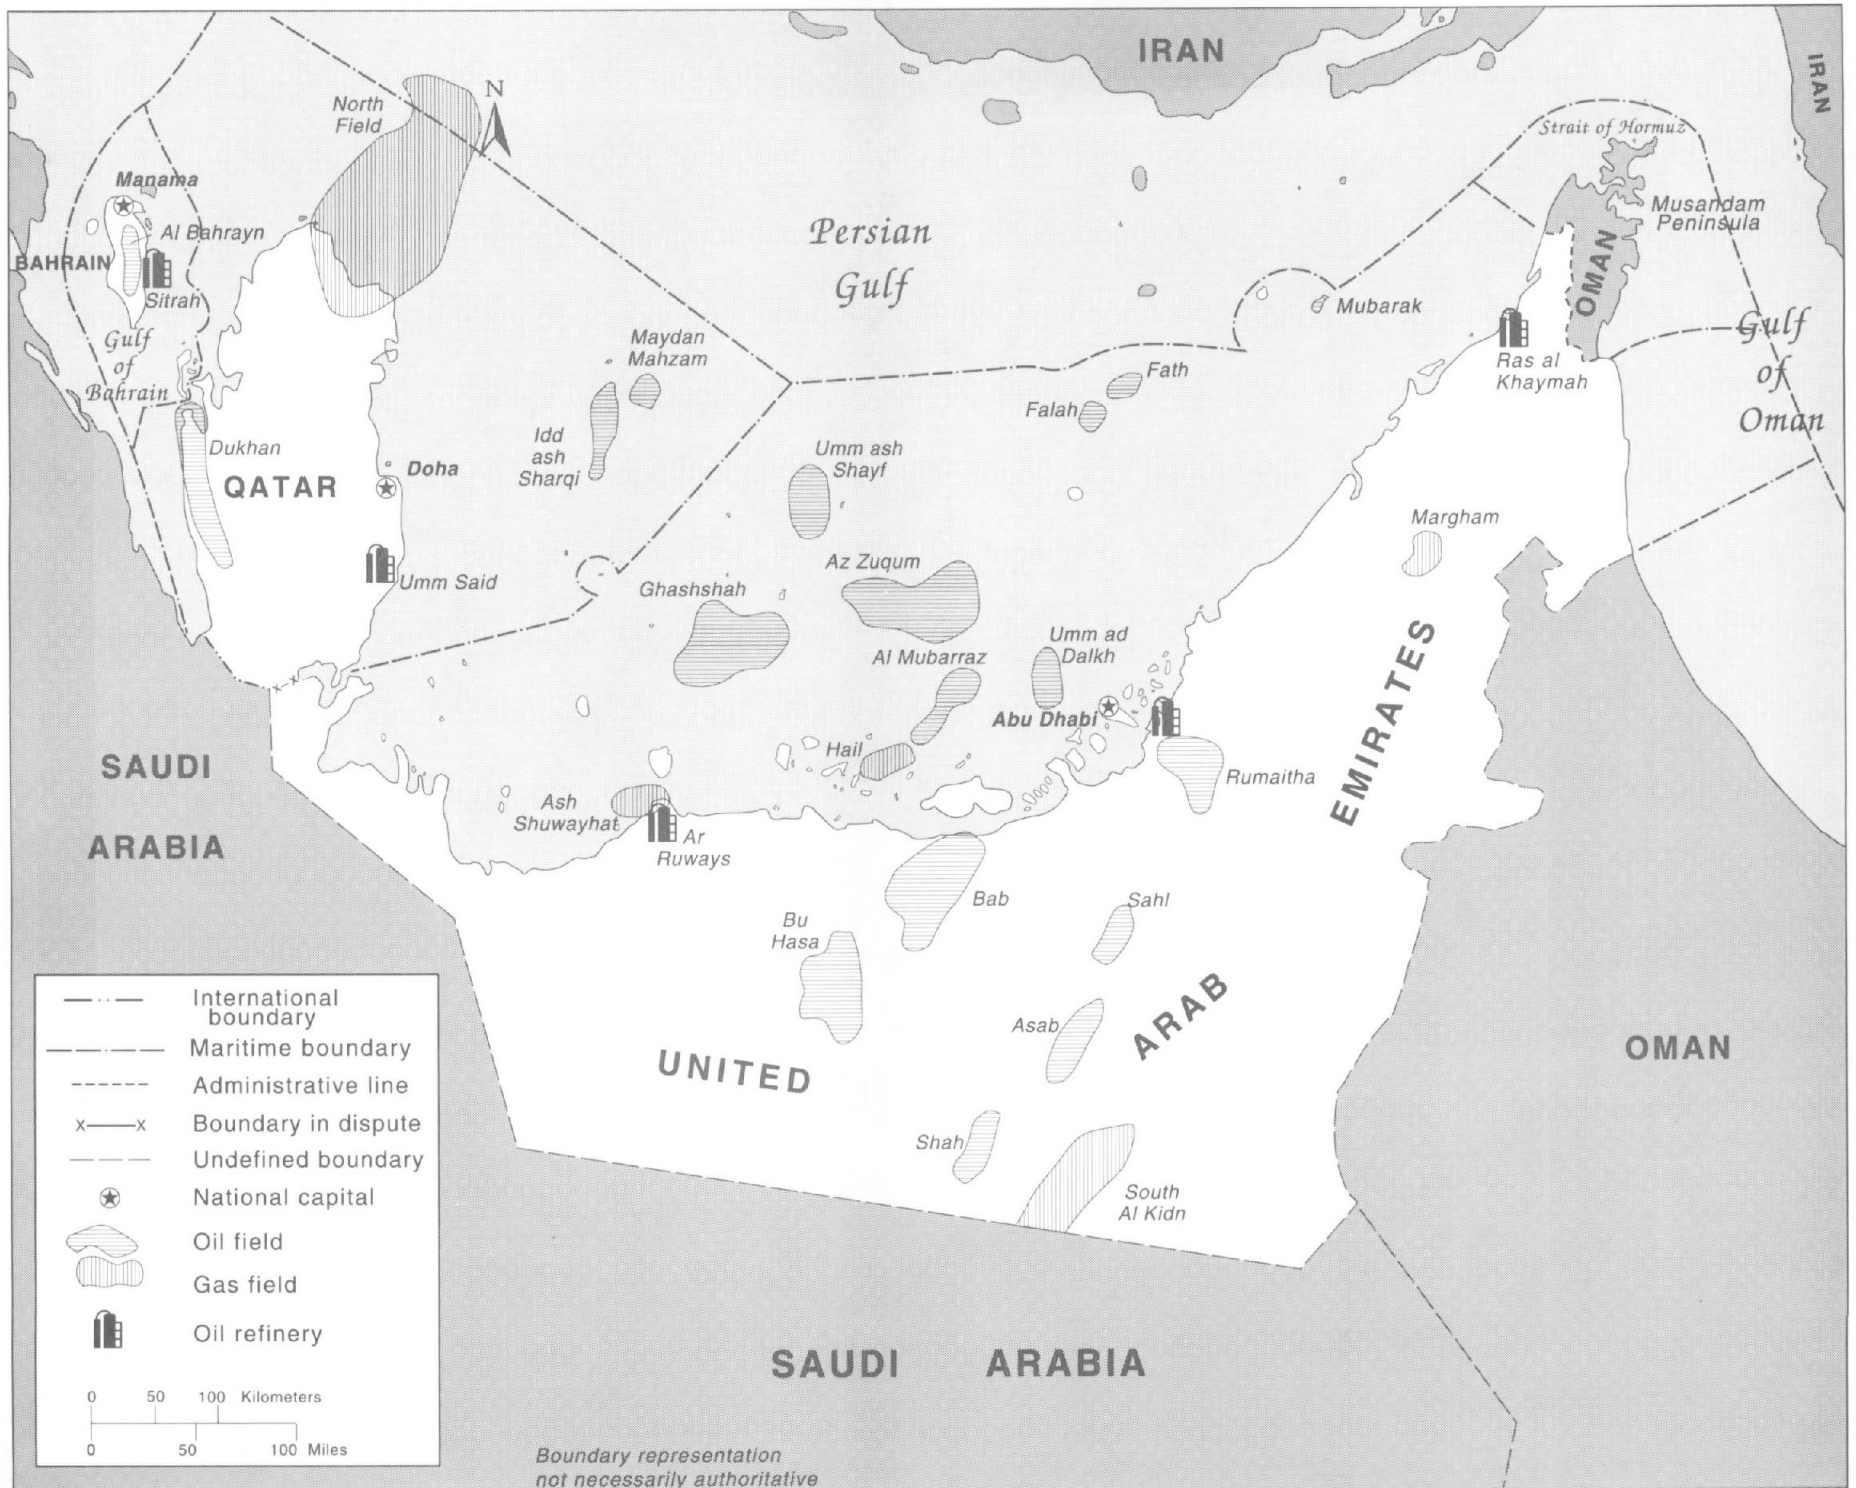 IRAN
IRAN
North
Field
N
Strait of Hormuz
Manama
Musandam
Peninsula
Persian
Gulf
Al Bahrayn
BAHRAIN
OMAN
Sitrah
Mubarak
Gulf
of
Oman
Gulf
of
Bahrain
Maydan
Mahzam
Ras al
Khaymah
Fath
Falah
Idd
ash
Sharqi
Dukhan
Umm ash
Shayf
Doha
QATAR
Margham
Az Zuqum
Umm Said
Ghashshah
Umm ad
Dalkh
Al Mubarraz
EMIRATES
Abu Dhabi
Hail
SAUDI
ARABIA
Rumaitha
Ash
Shuwayhat
Ar
Ruways
Bab
Sahl
Bu
Hasa
ARAB
Asab
OMAN
UNITED
Shah
South
Al Kidn
International
boundary
Maritime boundary
Administrative line
x x Boundary in dispute
Undefined boundary
National capital
Oil field
Gas field
Oil refinery
0 50 100 Kilometers
0 50 100 Miles
SAUDI ARABIA
Boundary representation
not necessarily authoritative